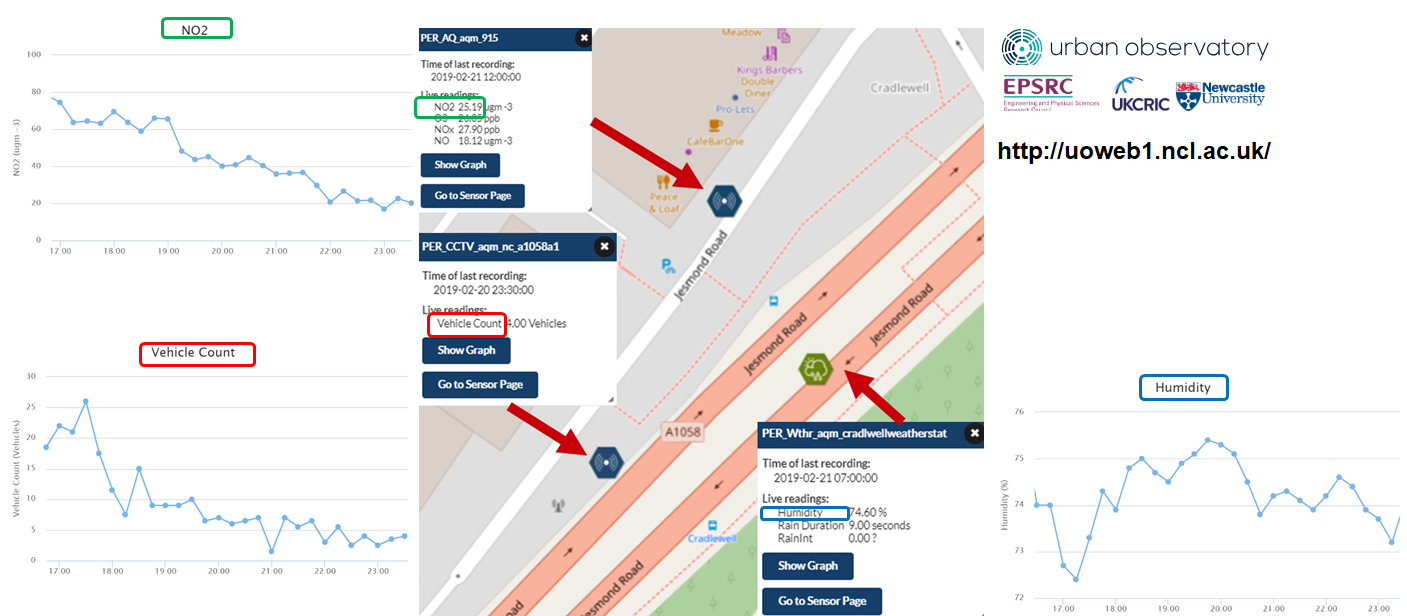 NO2
100
80
60
40
20
0
NO2 (ugm -3)
17:00
18:00
19:00
20:00
21:00
22:00
23:00
Vehicle Count
30
25
20
15
10
5
0
Vehicle Count (Vehicles)
17:00
18:00
19:00
20:00
21:00
22:00
23:00
PER_AQ_aqm_915
Time of last recording:
2019-02-21 12:00:00
Live readings:
NO2 25.19 ugm -3
ppb
NOx 27.90 ppb
NO 18.12 ugm -3
Show Graph
Go to Sensor Page
PER_CCTV_aqm_nc_a1058a1
Time of last recording:
2019-02-20 23:30:00
Live readings:
Vehicle Count 4.00 Vehicles
Show Graph
Go to Sensor Page
Meadow
Kings Barbers
Double
Diner
Pro-Lets
CafeBarOne
Peace
& Loaf
Cradlewell
Jesmond Road
Jesmond Road
Jesmond Road
A1058
Cradlewell
Jesmond Road
Road
PER_Wthr_aqm_cradlwellweatherstat
Time of last recording:
2019-02-21 07:00:00
Live readings:
Humidity 74.60 %
Rain Duration 9.00 seconds
RainInt 0.00 ?
Show Graph
Go to Sensor Page
urban observatory
EPSRC
Engineering and Physical Sciences
Research Council
UKCRIC
Newcastle
University
http://uoweb1.ncl.ac.uk/
Humidity
76
75
74
73
72
Humidity (%)
17:00
18:00
19:00
20:00
21:00
22:00
23:00